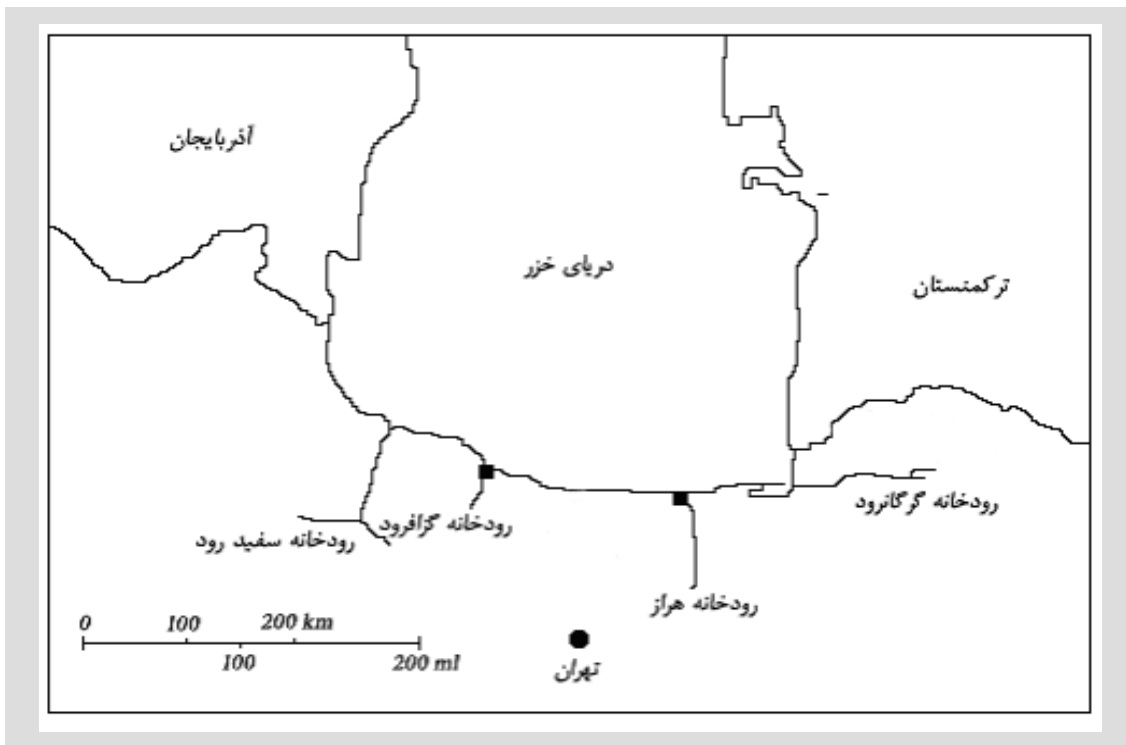 آذربایجان
دریای خزر
ترکمنستان
رودخانه گرگانرود
رودخانه گزافرود
رودخانه سفید رود
رودخانه هراز
0 100 200 km
100 200 ml
تهران